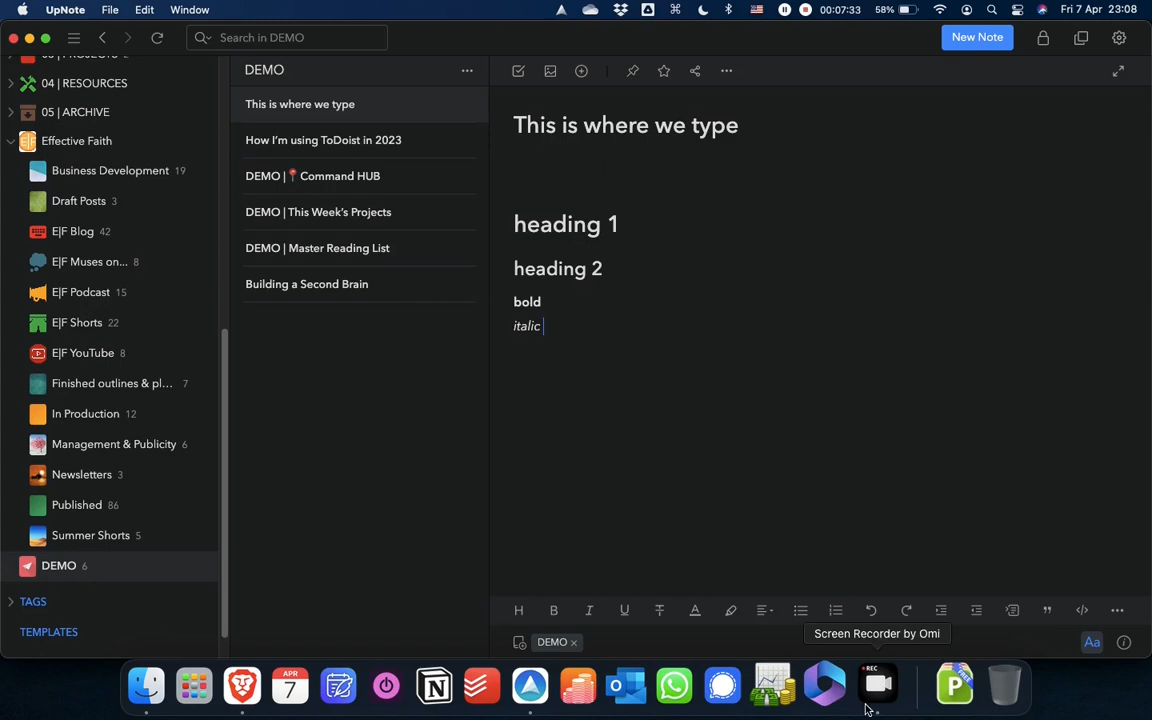 UpNote File Edit Window
00:07:33 58% Fri 7 Apr 23:08
Search in DEMO
New Note
04 | RESOURCES
05 | ARCHIVE
Effective Faith
Business Development 19
Draft Posts 3
E|F Blog 42
E|F Muses on... 8
E|F Podcast 15
E|F Shorts 22
E|F YouTube 8
Finished outlines & pl... 7
In Production 12
Management & Publicity 6
Newsletters 3
Published 86
Summer Shorts 5
DEMO 6
TAGS
TEMPLATES
DEMO
This is where we type
How I'm using ToDoist in 2023
DEMO |📍Command HUB
DEMO | This Week's Projects
DEMO | Master Reading List
Building a Second Brain
This is where we type
heading 1
heading 2
bold
italic
H B I U T A
DEMO ×
Aa
Screen Recorder by Omi
APR
7
REC